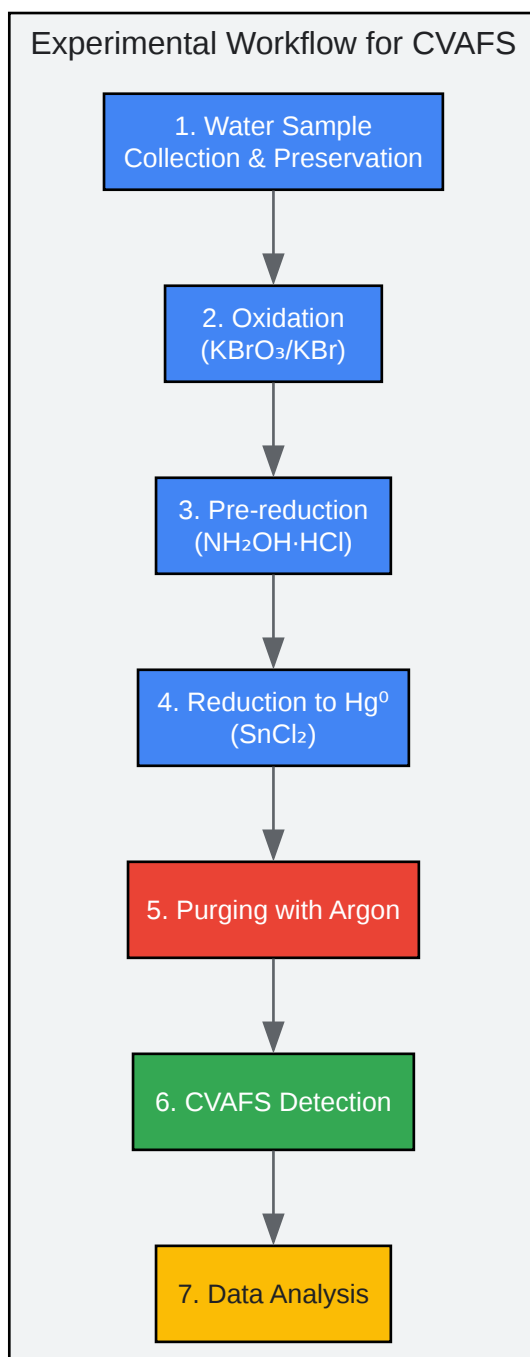 Experimental Workflow for CVAFS
1. Water Sample
Collection & Preservation
2. Oxidation
(KBrO₃/KBr)
3. Pre-reduction
(NH₂OH·HCl)
4. Reduction to Hg⁰
(SnCl₂)
5. Purging with Argon
6. CVAFS Detection
7. Data Analysis